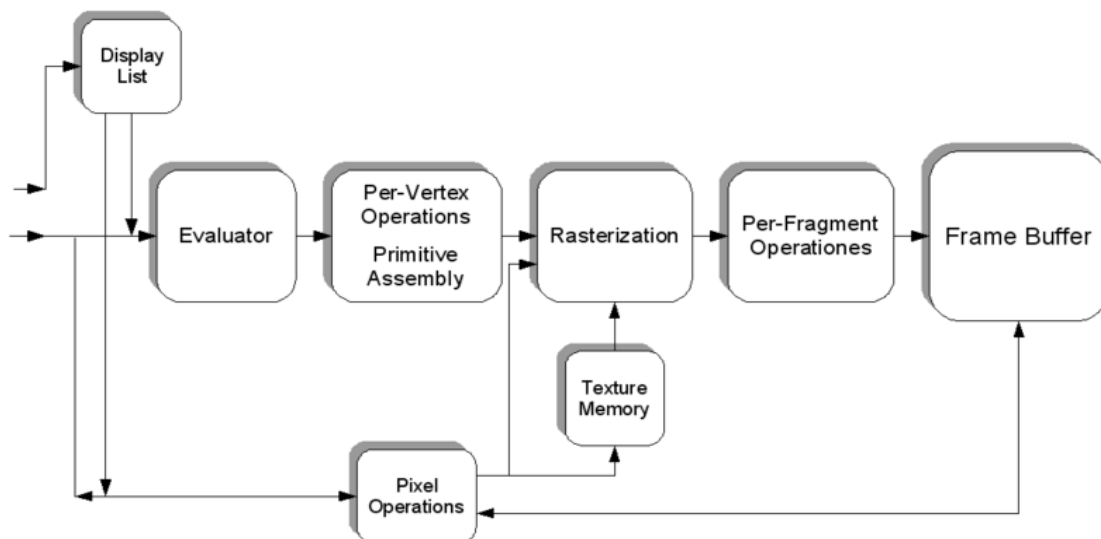 Display
List
Evaluator
Per-Vertex
Operations
Primitive
Assembly
Rasterization
Per-Fragment
Operationes
Frame Buffer
Texture
Memory
Pixel
Operations